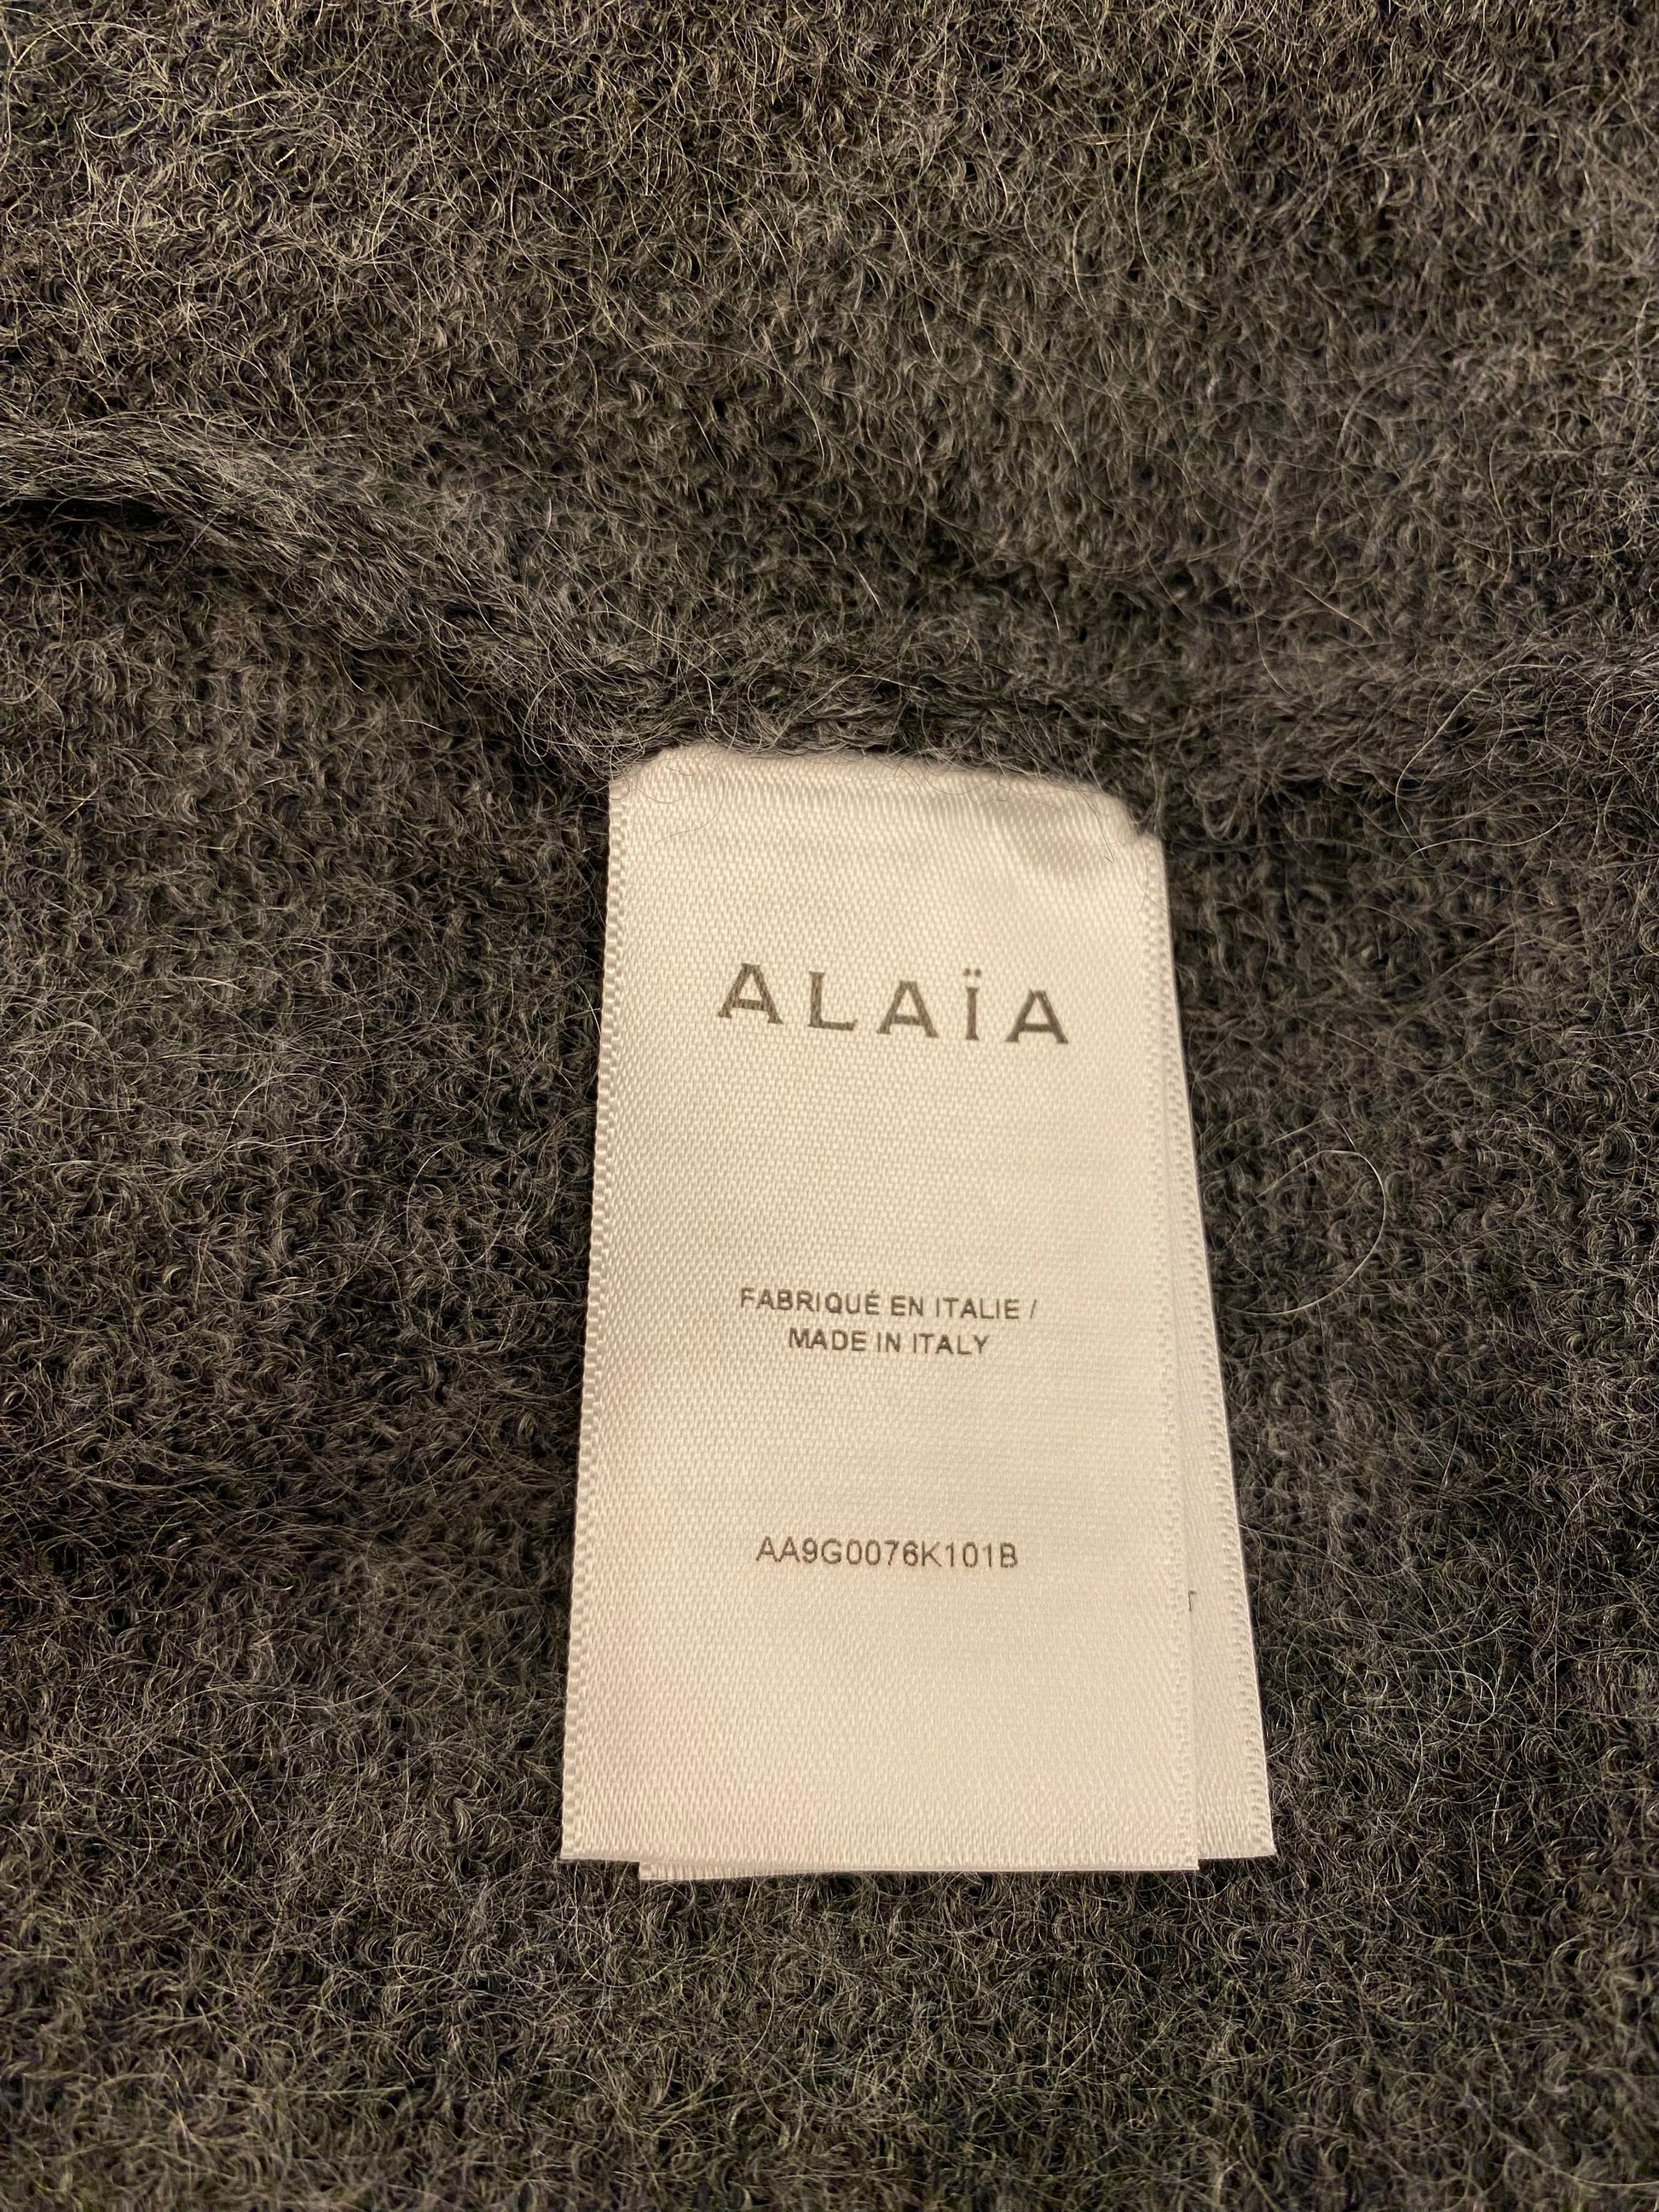 ALAÏA
FABRIQUÉ EN ITALIE /
MADE IN ITALY
AA9G0076K101B